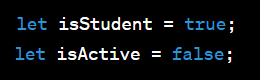 let isStudent = true;
let isActive = false;